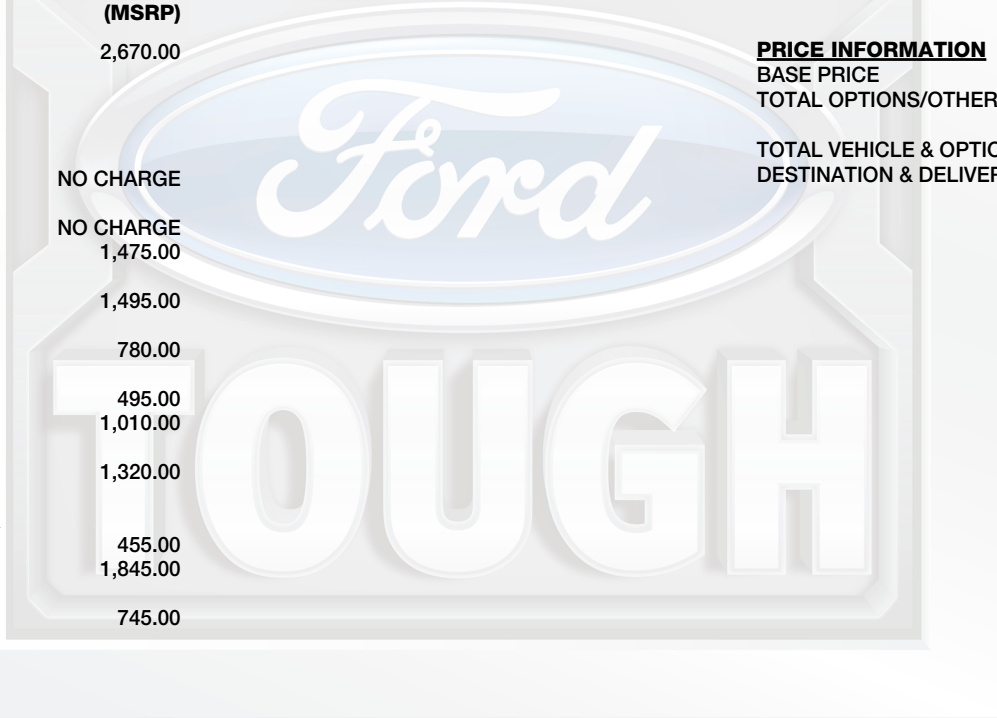 (MSRP)
2,670.00
NO CHARGE
NO CHARGE
1,475.00
1,495.00
780.00
495.00
1,010.00
1,320.00
455.00
1,845.00
745.00
PRICE INFORMATION
BASE PRICE
TOTAL OPTIONS/OTHER
TOTAL VEHICLE & OPTIO
DESTINATION & DELIVER
Ford
TOUGH